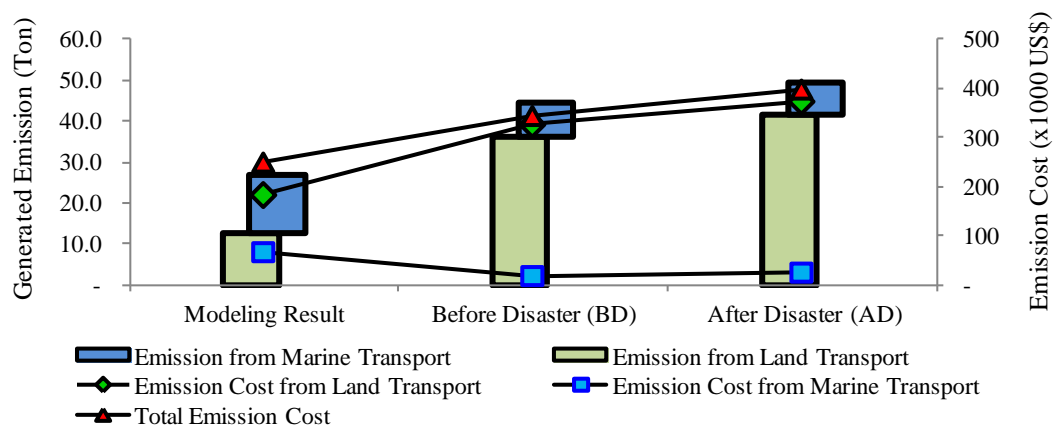 Generated Emission (Ton)
60.0
50.0
40.0
30.0
20.0
10.0
-
500
400
300
200
100
-
Emission Cost (x1000 US$)
Modeling Result
Before Disaster (BD)
After Disaster (AD)
Emission from Marine Transport
Emission from Land Transport
Emission Cost from Land Transport
Emission Cost from Marine Transport
Total Emission Cost